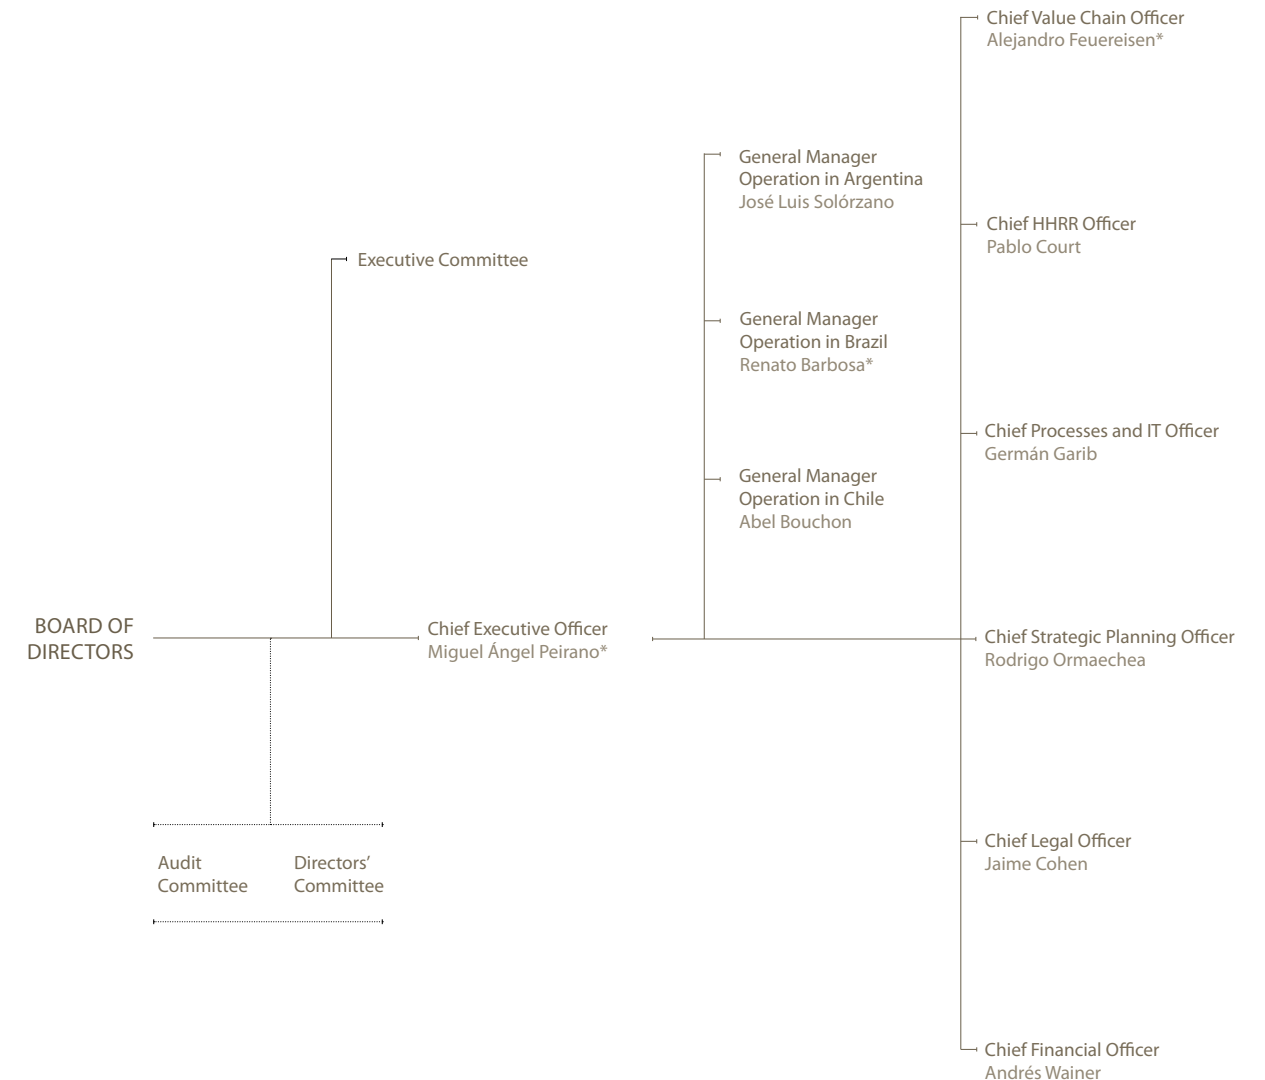 BOARD OF
DIRECTORS
Executive Committee
Chief Executive Officer
Miguel Ángel Peirano*
Audit
Committee
Directors’
Committee
General Manager
Operation in Argentina
José Luis Solórzano
General Manager
Operation in Brazil
Renato Barbosa*
General Manager
Operation in Chile
Abel Bouchon
Chief Value Chain Officer
Alejandro Feuereisen*
Chief HHRR Officer
Pablo Court
Chief Processes and IT Officer
Germán Garib
Chief Strategic Planning Officer
Rodrigo Ormaechea
Chief Legal Officer
Jaime Cohen
Chief Financial Officer
Andrés Wainer